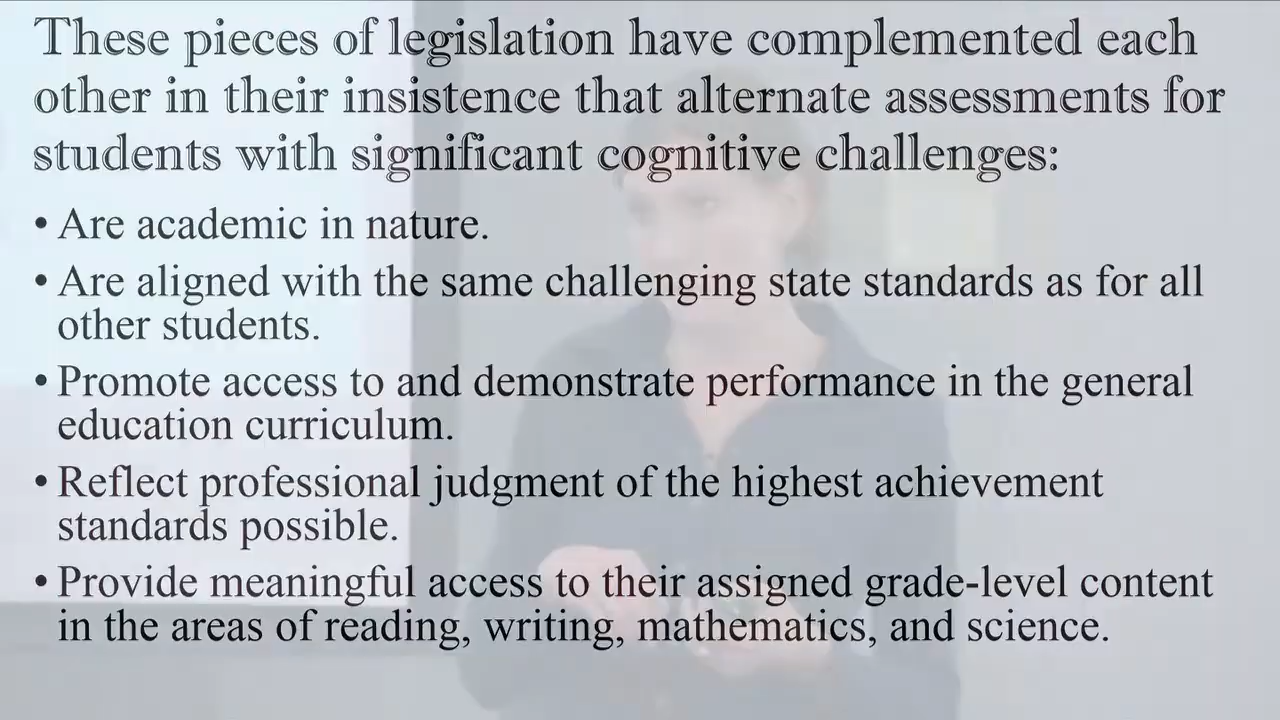 These pieces of legislation have complemented each
other in their insistence that alternate assessments for
students with significant cognitive challenges:
• Are academic in nature.
• Are aligned with the same challenging state standards as for all
other students.
• Promote access to and demonstrate performance in the general
education curriculum.
• Reflect professional judgment of the highest achievement
standards possible.
• Provide meaningful access to their assigned grade-level content
in the areas of reading, writing, mathematics, and science.